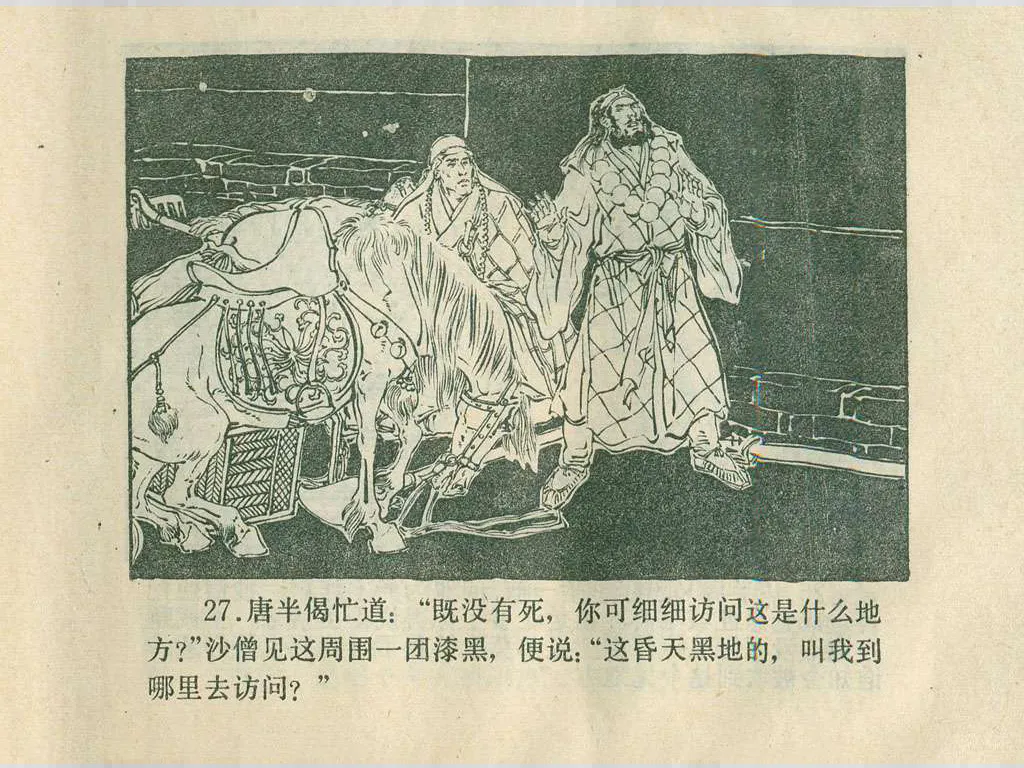 27.唐半偈忙道：“既没有死，你可细细访问这是什么地
方？”沙僧见这周围一团漆黑，便说：“这昏天黑地的，叫我到
哪里去访问？”